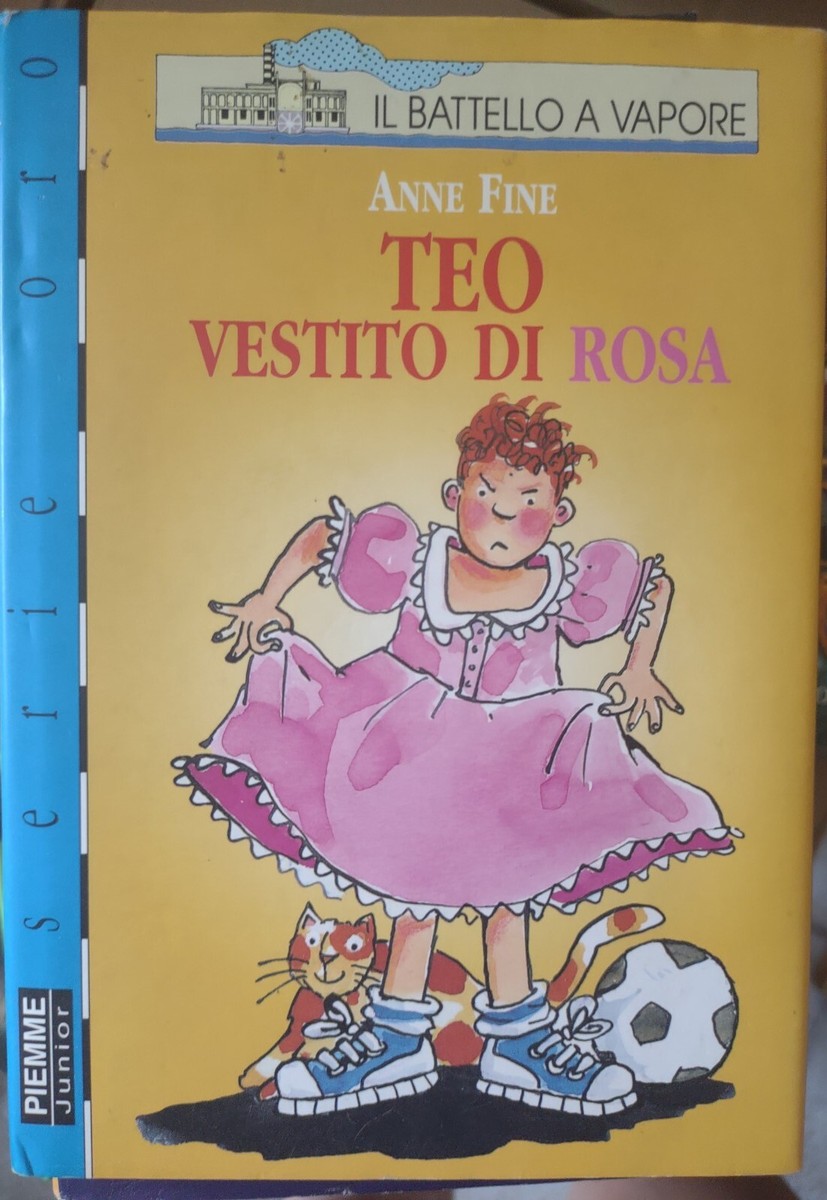 IL BATTELLO A VAPORE
ANNE FINE
TEO
VESTITO DI ROSA
serie oro
PIEMME
Junior